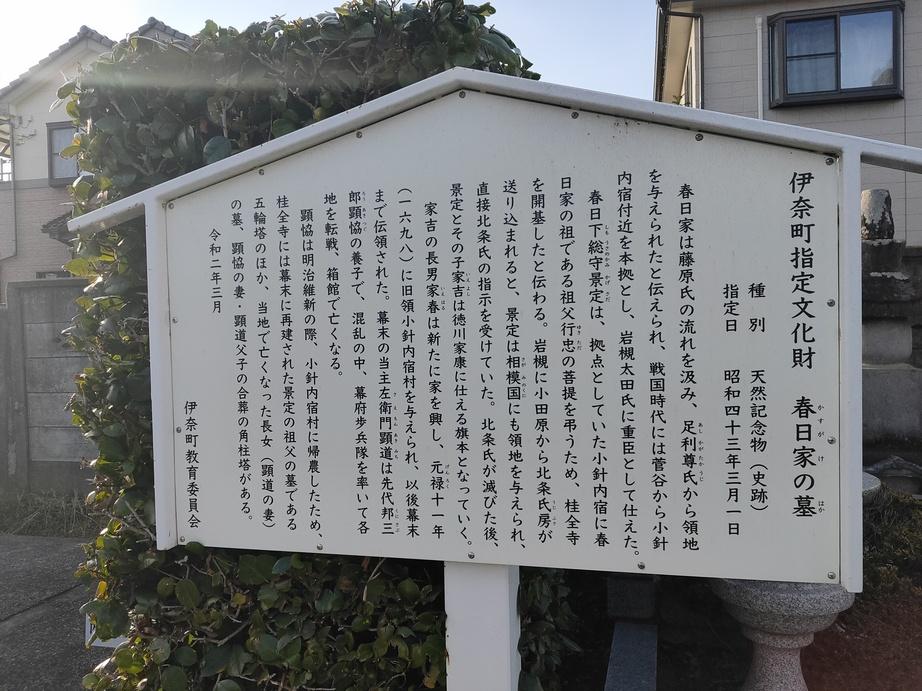 伊奈町指定文化財　春日家の墓
種　別　天然記念物（史跡）
指定日　昭和四十三年三月一日
春日家は藤原氏の流れを汲み、足利尊氏から領地
を与えられたと伝えられ、戦国時代には菅谷から小針
内宿付近を本拠とし、岩槻太田氏に重臣として仕えた。
春日下総守景定は、拠点としていた小針内宿に春
日家の祖である祖父行忠の菩提を弔うため、桂全寺
を開基したと伝わる。岩槻に小田原から北条氏房が
送り込まれると、景定は相模国にも領地を与えられ、
直接北条氏の指示を受けていた。北条氏が滅びた後、
景定とその子家吉は徳川家康に仕える旗本となっていく。
家吉の長男家春は新たに家を興し、元禄十一年
（一六九八）に旧領小針内宿村を与えられ、以後幕末
まで伝領された。幕末の当主左衛門顕道は先代邦三
郎顕協の養子で、混乱の中、幕府歩兵隊を率いて各
地を転戦、箱館で亡くなる。
顕協は明治維新の際、小針内宿村に帰農したため、
桂全寺には幕末に再建された景定の祖父の墓である
五輪塔のほか、当地で亡くなった長女（顕道の妻）
の墓、顕協の妻・顕道父子の合葬の角柱塔がある。
令和二年三月
伊奈町教育委員会